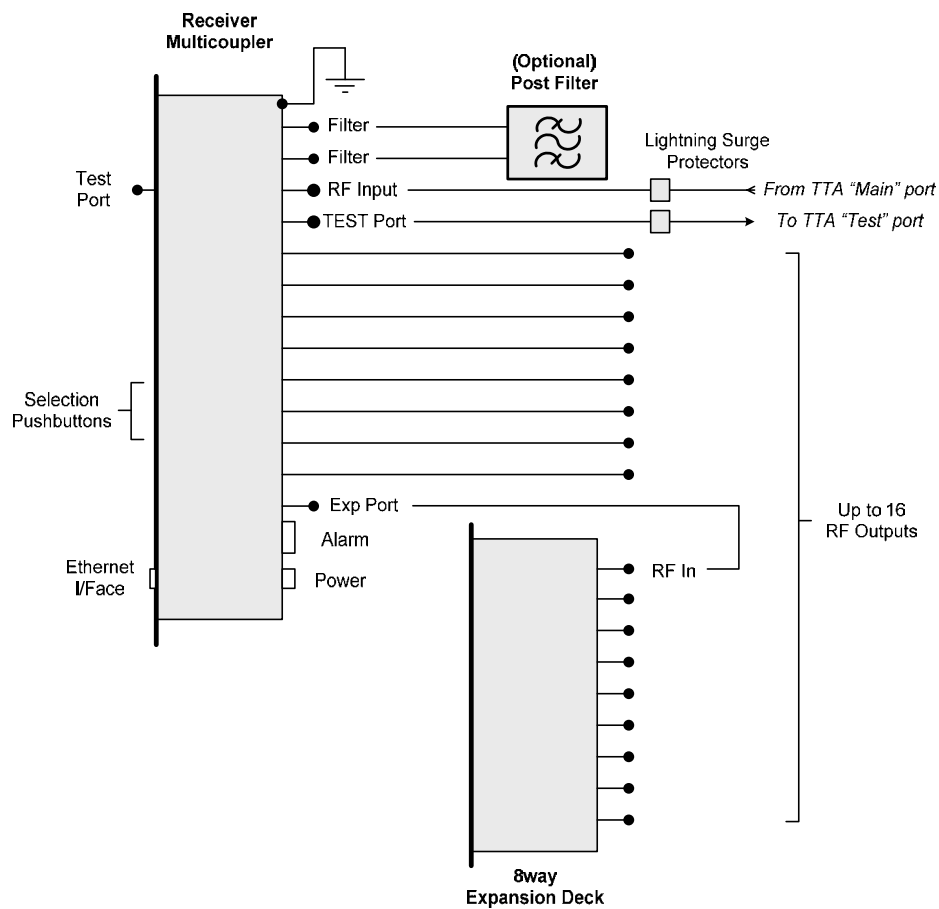 Receiver
Multicoupler
(Optional)
Post Filter
Filter
Filter
Lightning Surge
Protectors
Test
Port
RF Input
From TTA “Main” port
TEST Port
To TTA “Test” port
Selection
Pushbuttons
Exp Port
Up to 16
RF Outputs
Alarm
Ethernet
I/Face
Power
RF In
8way
Expansion Deck